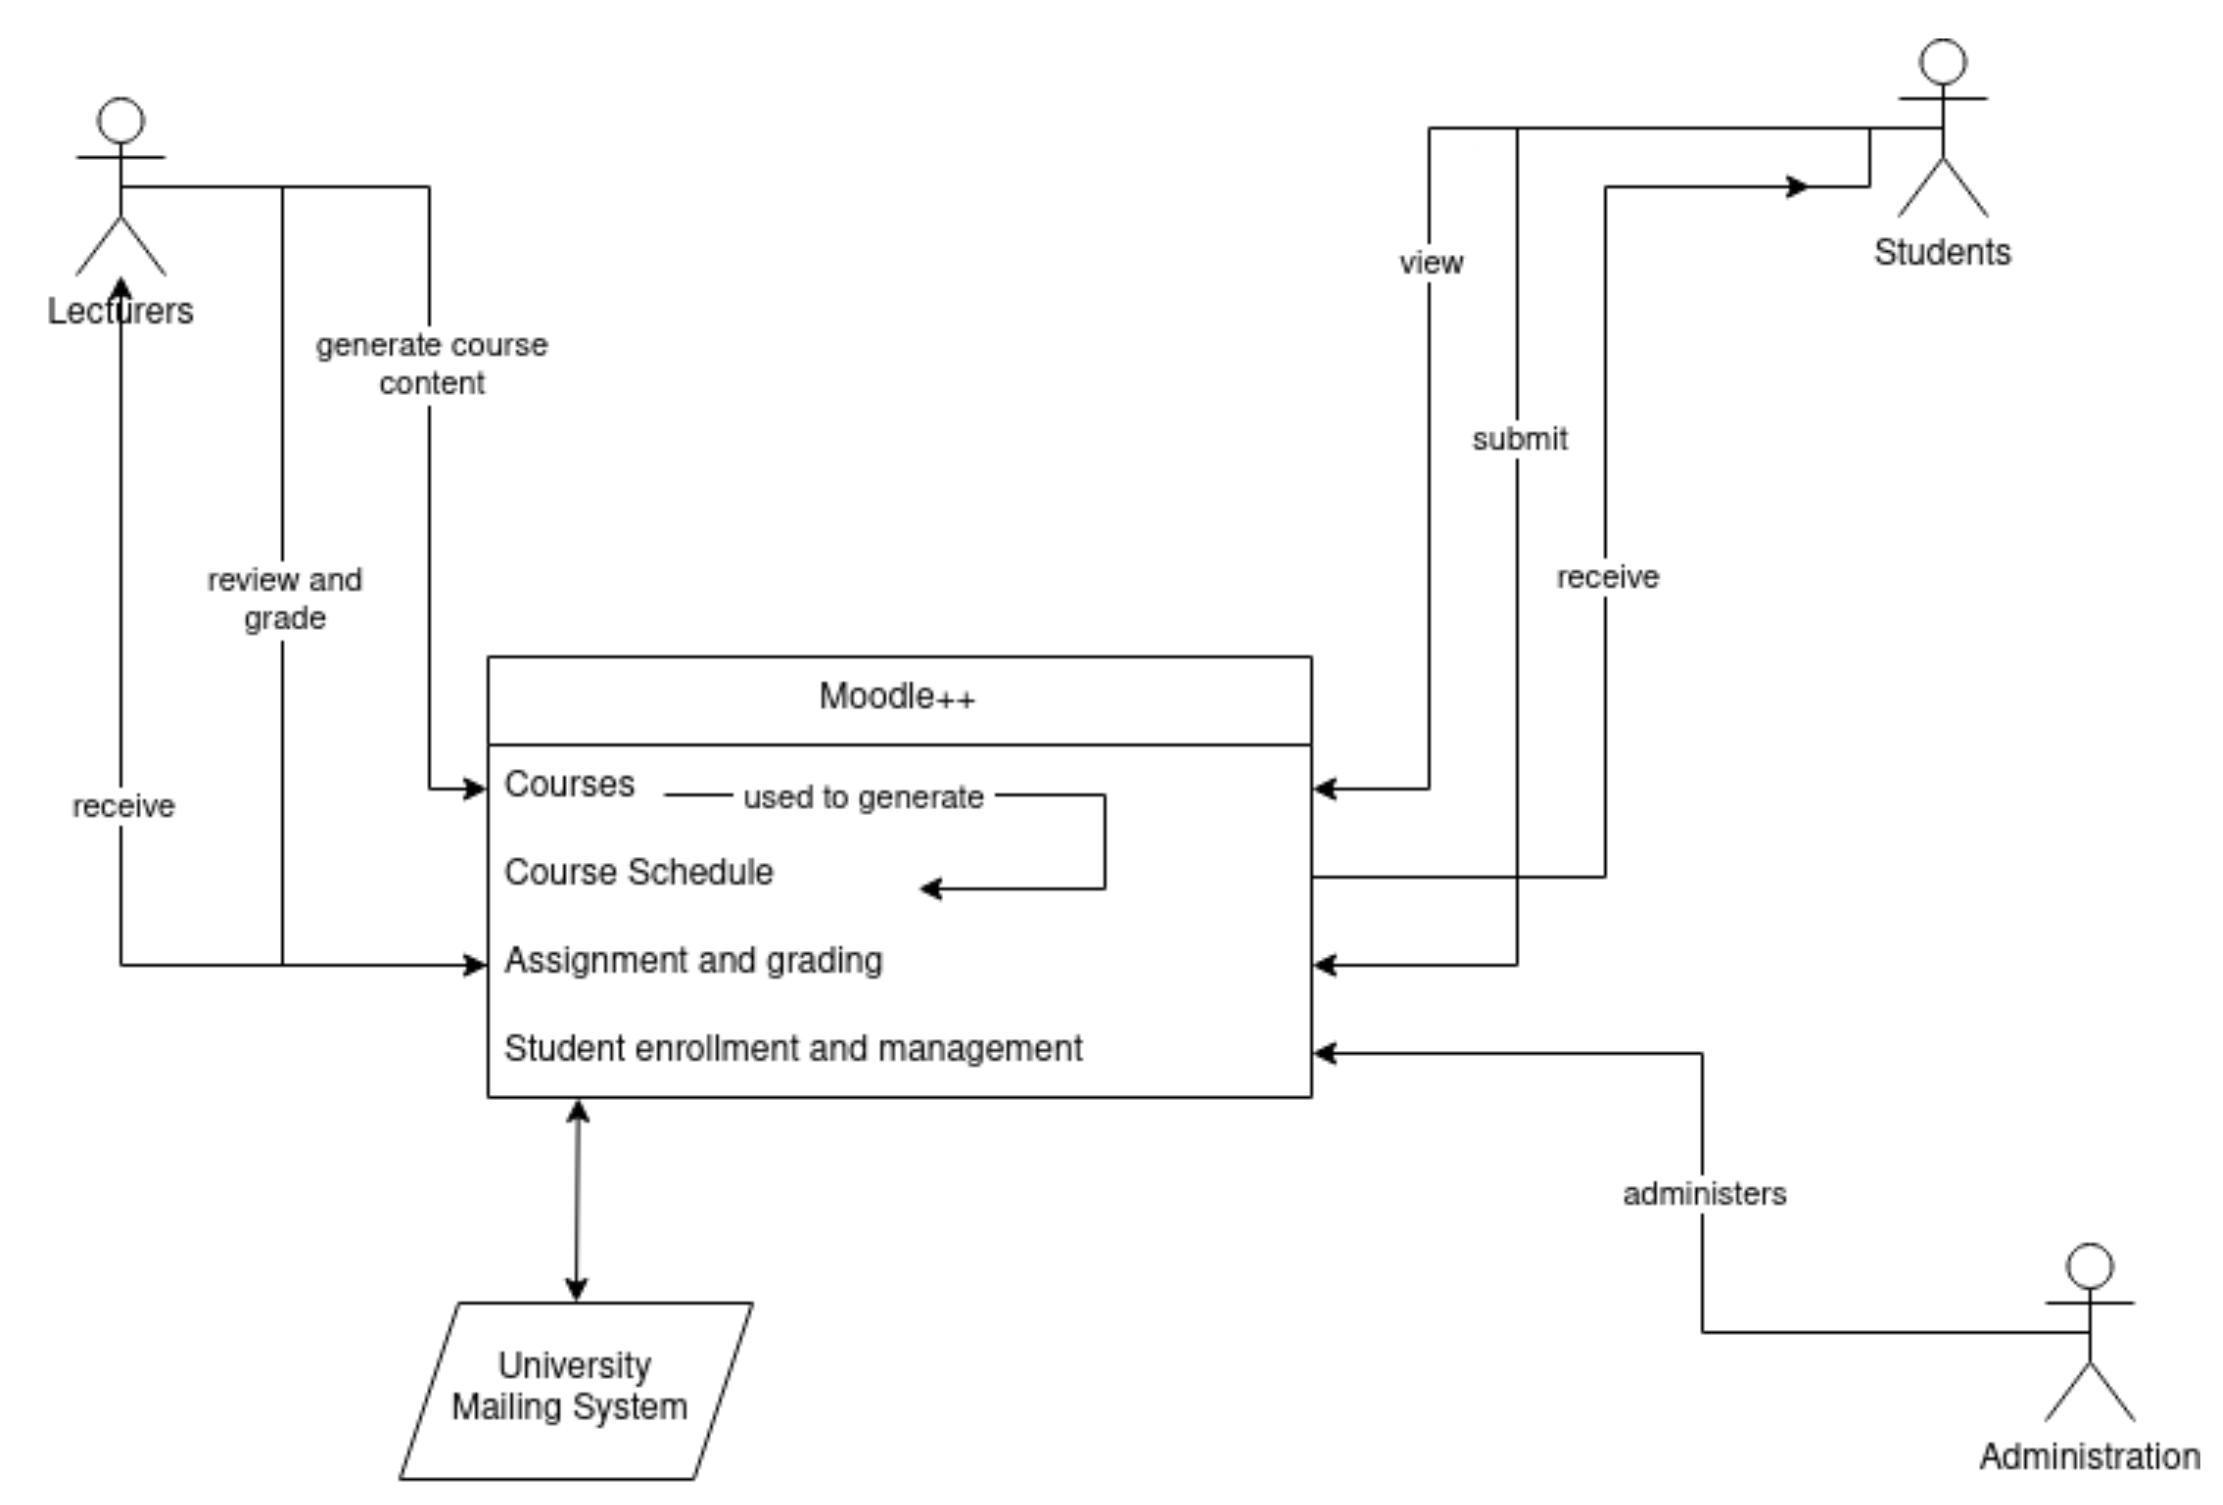 Students
Lecturers
view
generate course
content
submit
review and
grade
receive
Moodle++
Courses
used to generate
receive
Course Schedule
Assignment and grading
Student enrollment and management
administers
University
Mailing System
Administration